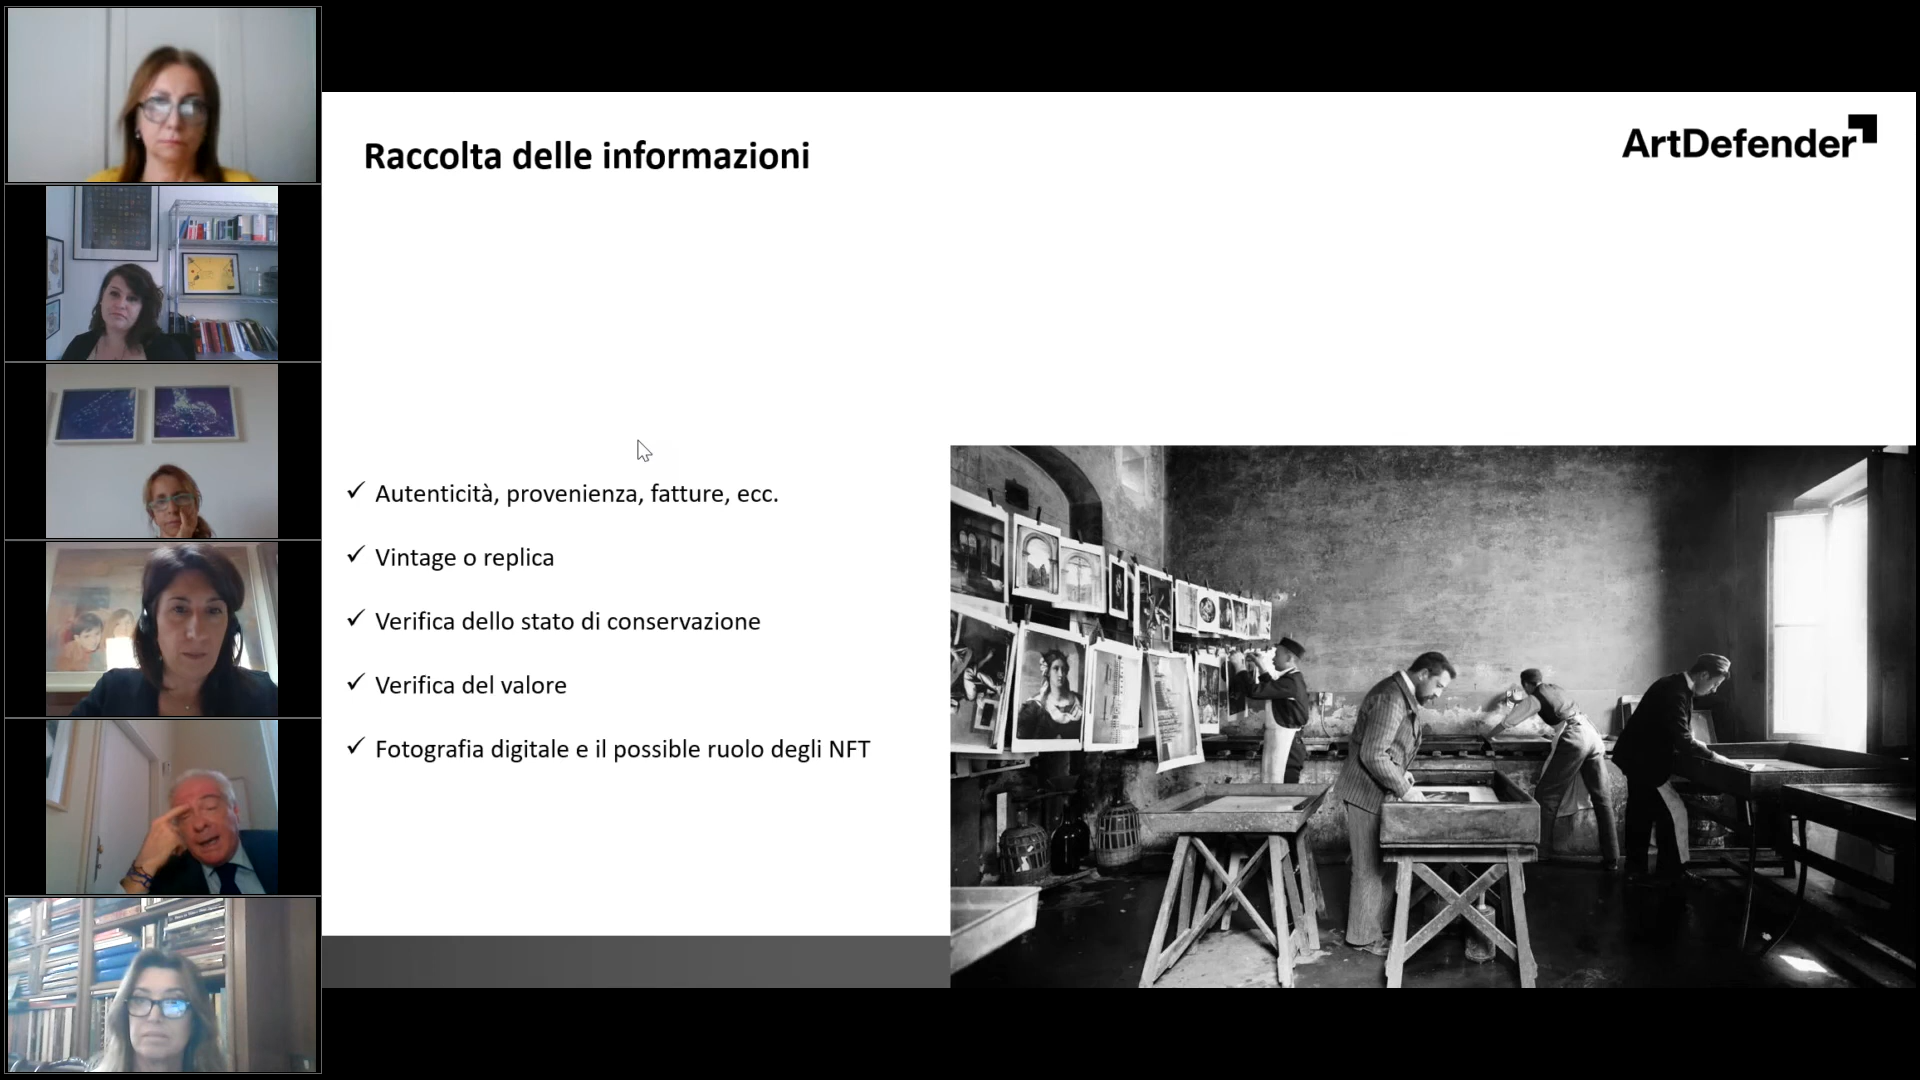 Raccolta delle informazioni
ArtDefender
Autenticità, provenienza, fatture, ecc.
Vintage o replica
Verifica dello stato di conservazione
Verifica del valore
Fotografia digitale e il possible ruolo degli NFT